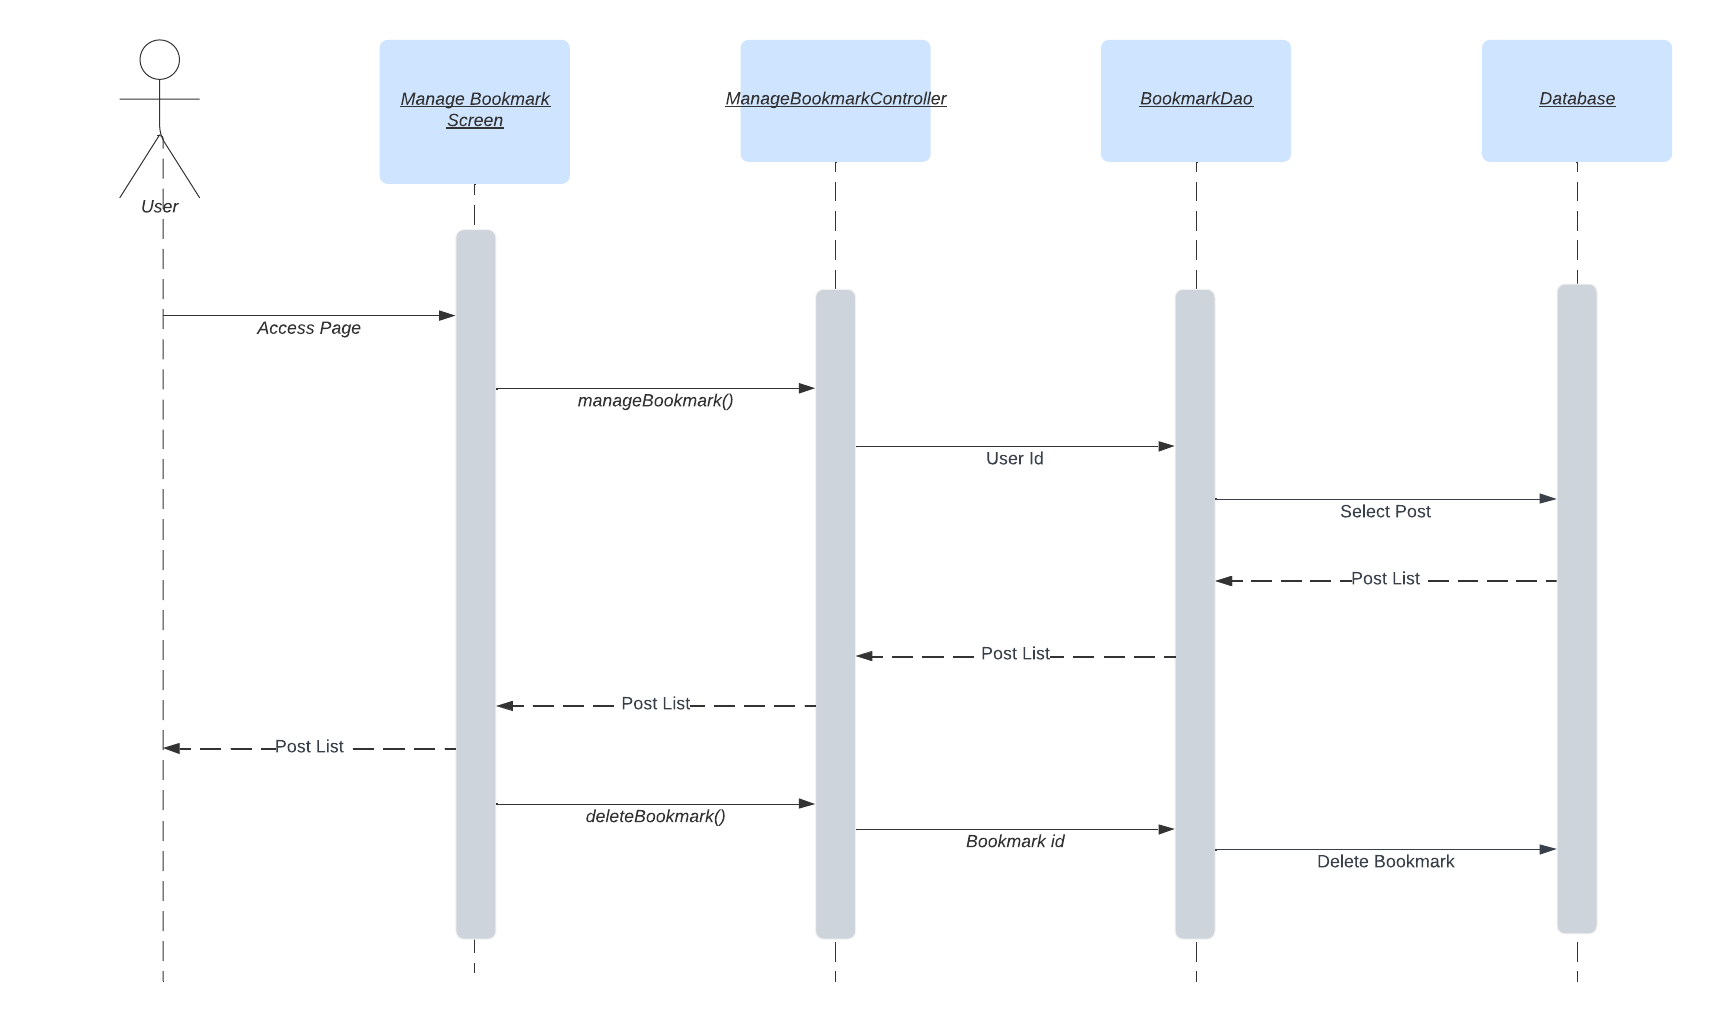 Manage Bookmark
Screen
ManageBookmarkController
BookmarkDao
Database
User
Access Page
manageBookmark()
User Id
Select Post
Post List
Post List
Post List
Post List
deleteBookmark()
Bookmark id
Delete Bookmark